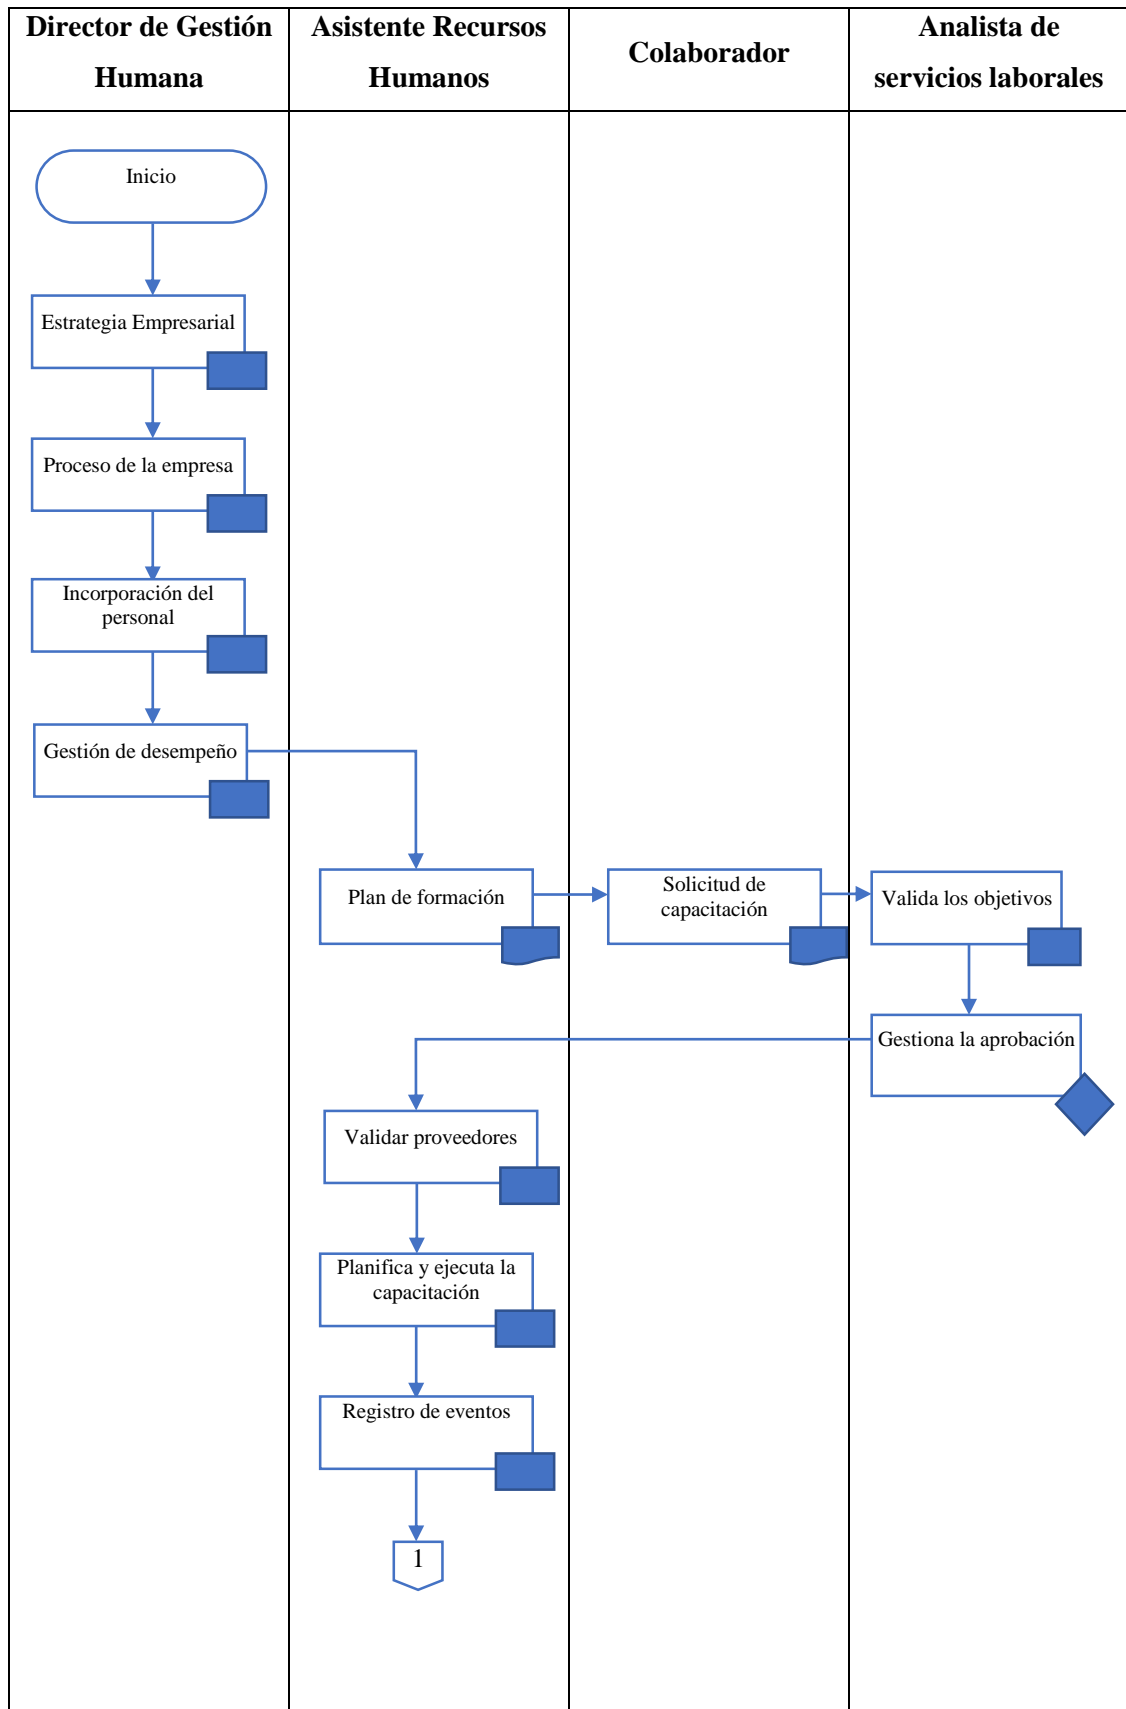 Director de Gestión
Humana
Asistente Recursos
Humanos
Colaborador
Analista de
servicios laborales
Inicio
Estrategia Empresarial
Proceso de la empresa
Incorporación del
personal
Gestión de desempeño
Plan de formación
Solicitud de
capacitación
Valida los objetivos
Gestiona la aprobación
Validar proveedores
Planifica y ejecuta la
capacitación
Registro de eventos
1